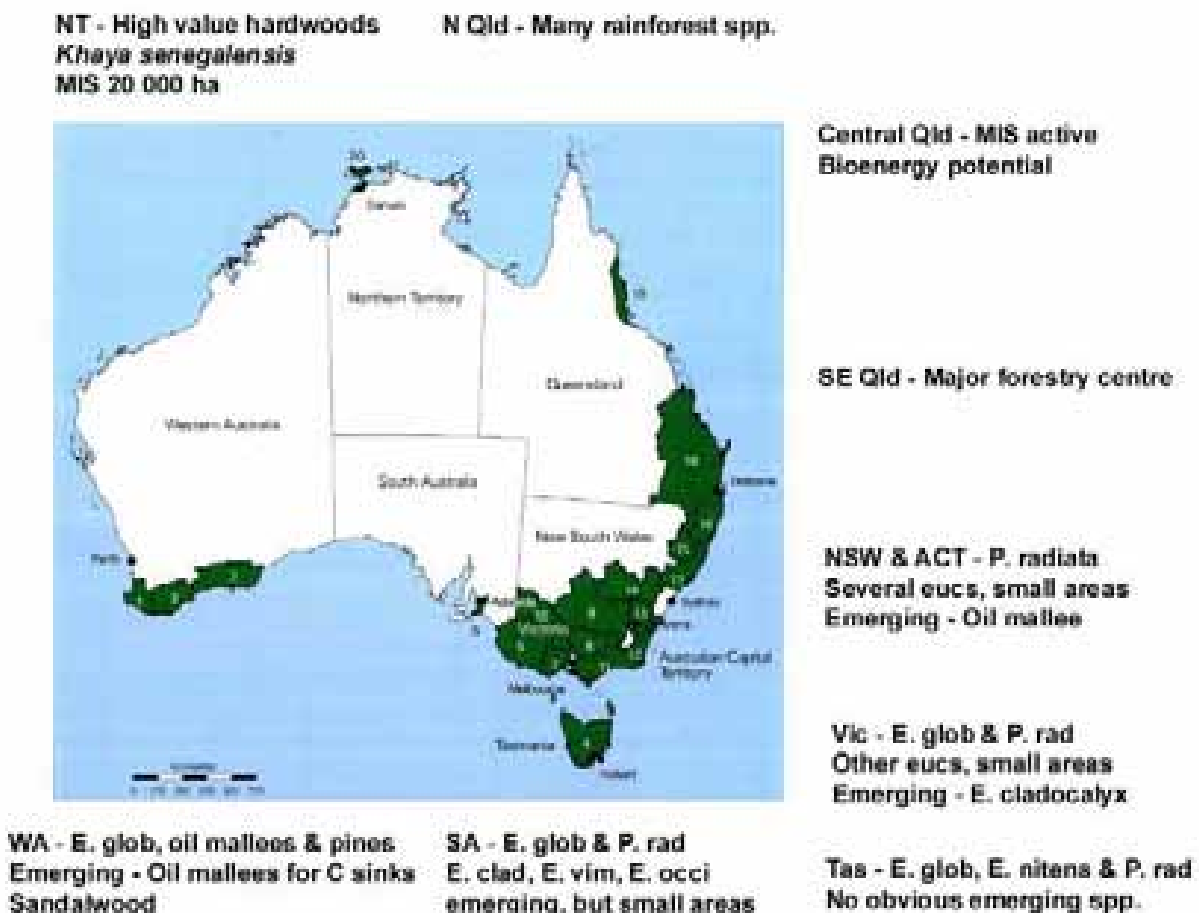 NT - High value hardwoods
Khaya senegalensis
MIS 20 000 ha
N Qld - Many rainforest spp.
Central Qld - MIS active
Bioenergy potential
SE Qld - Major forestry centre
NSW & ACT - P. radiata
Several eucs, small areas
Emerging - Oil mallee
Vic - E. glob & P. rad
Other eucs, small areas
Emerging - E. cladocalyx
Tas - E. glob, E. nitens & P. rad
No obvious emerging spp.
WA - E. glob, oil mallees & pines
Emerging - Oil mallees for C sinks
Sandalwood
SA - E. glob & P. rad
E. clad, E. vim, E. occi
emerging, but small areas
Darwin
Northern Territory
Queensland
Western Australia
South Australia
Brisbane
New South Wales
Perth
Adelaide
Sydney
Victoria
Australian Capital
Territory
Melbourne
Tasmania
Hobart